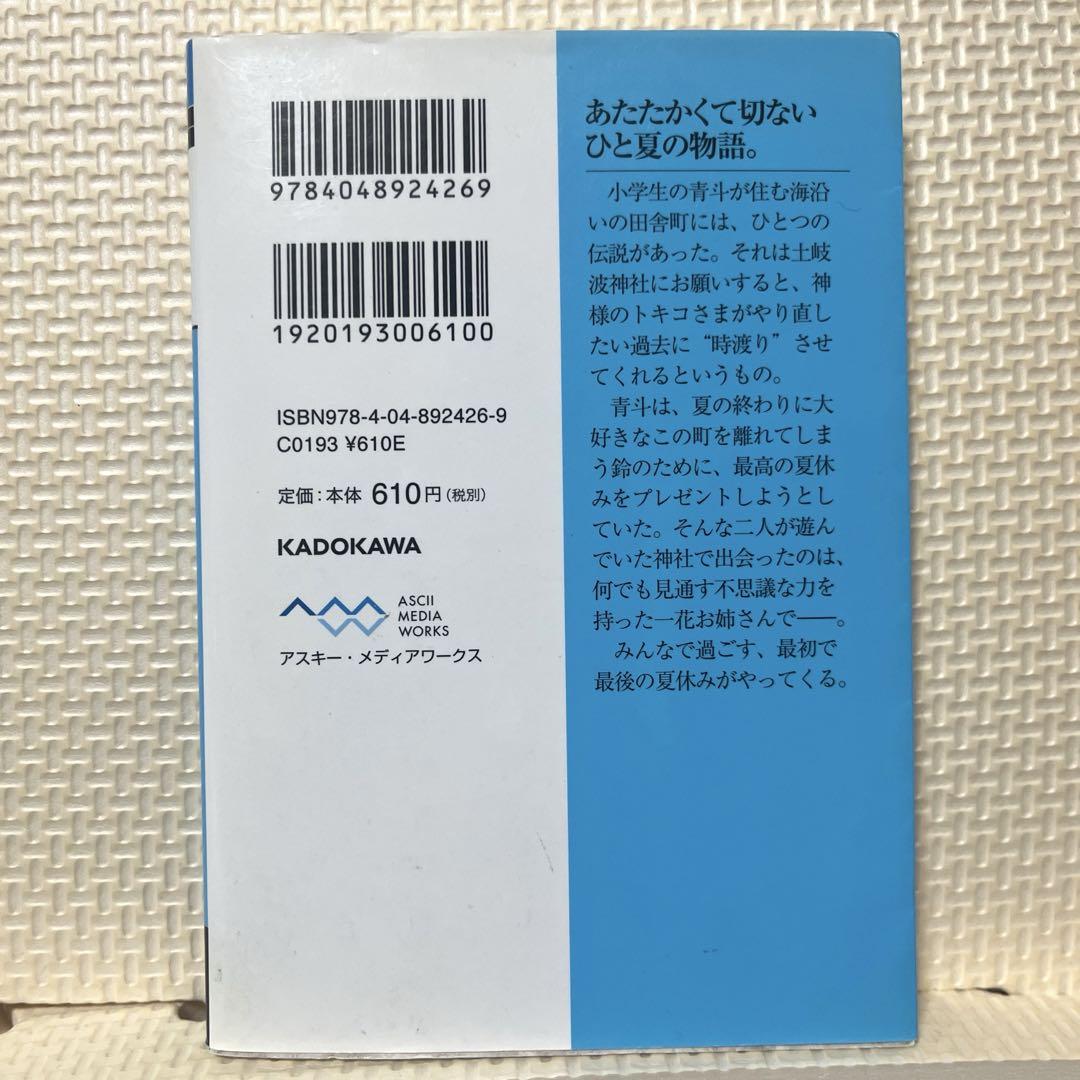 9784048924269
1920193006100
ISBN978-4-04-892426-9
C0193 ¥610E
定価:本体 610円(税別)
KADOKAWA
ASCII
MEDIA
WORKS
アスキー・メディアワークス
あたたかくて切ない
ひと夏の物語。
小学生の青斗が住む海沿
いの田舎町には、ひとつの
伝説があった。それは土岐
波神社にお願いすると、神
様のトキコさまがやり直し
たい過去に“時渡り”させ
てくれるというもの。
青斗は、夏の終わりに大
好きなこの町を離れてしま
う鈴のために、最高の夏休
みをプレゼントしようとし
ていた。そんな二人が遊ん
でいた神社で出会ったのは、
何でも見通す不思議な力を
持った一花お姉さんで――。
みんなで過ごす、最初で
最後の夏休みがやってくる。